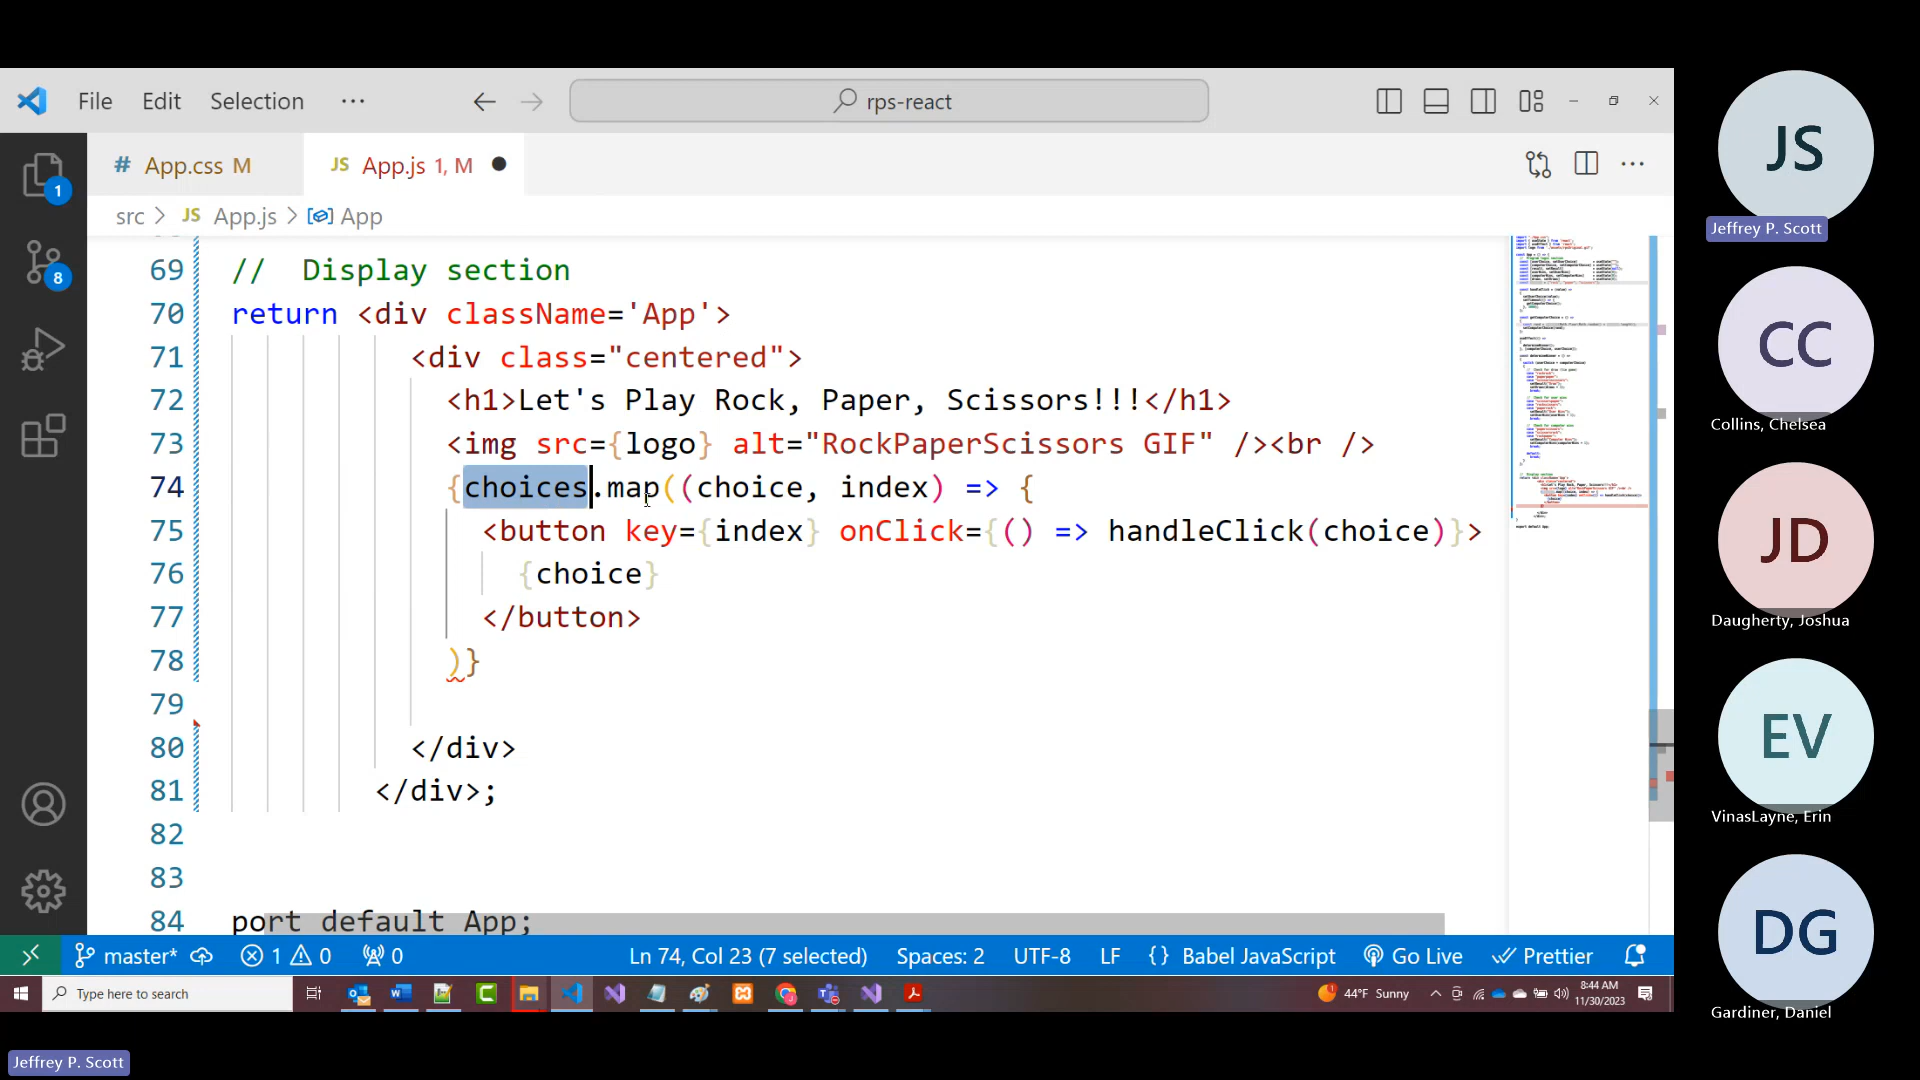 File Edit Selection ··· rps-react
# App.css M JS App.js 1, M
src > JS App.js > App
69 // Display section
70 return <div className='App'>
71 <div class="centered">
72 <h1>Let's Play Rock, Paper, Scissors!!!</h1>
73 <img src={logo} alt="RockPaperScissors GIF" /><br />
74 {choices.map((choice, index) => {
75 <button key={index} onClick={() => handleClick(choice)}>
76 {choice}
77 </button>
78 )}
79
80 </div>
81 </div>;
82
83
84 port default App;
1
8
master* 1 0 0 Ln 74, Col 23 (7 selected) Spaces: 2 UTF-8 LF {} Babel JavaScript Go Live Prettier
Type here to search 44°F Sunny 8:44 AM
11/30/2023
JS
Jeffrey P. Scott
CC
Collins, Chelsea
JD
Daugherty, Joshua
EV
VinasLayne, Erin
DG
Gardiner, Daniel
Jeffrey P. Scott